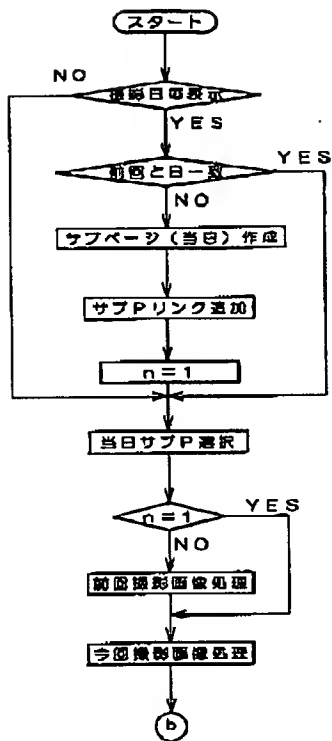 スタート
NO
撮影日の表示
YES
前回と日一致
YES
NO
サブページ（当日）作成
サブPリンク追加
n＝1
当日サブP選択
n＝1
YES
NO
前回撮影画像処理
今回撮影画像処理
b